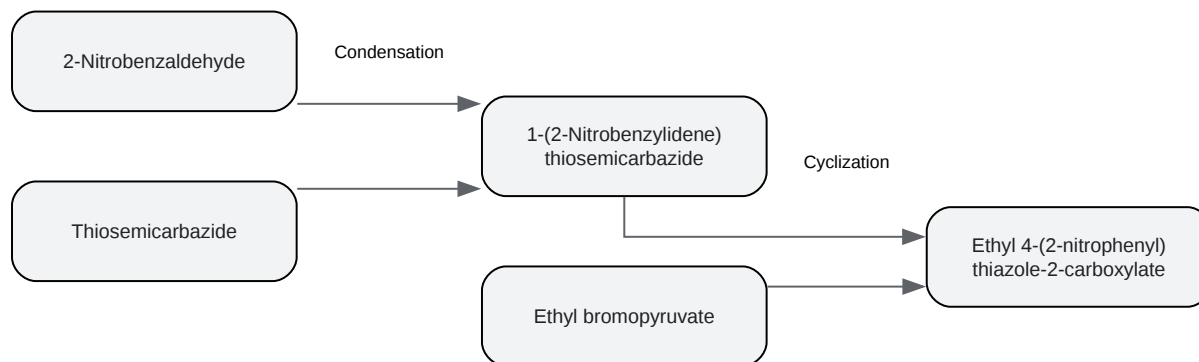 2-Nitrobenzaldehyde
Condensation
1-(2-Nitrobenzylidene)
thiosemicarbazide
Cyclization
Thiosemicarbazide
Ethyl 4-(2-nitrophenyl)
thiazole-2-carboxylate
Ethyl bromopyruvate